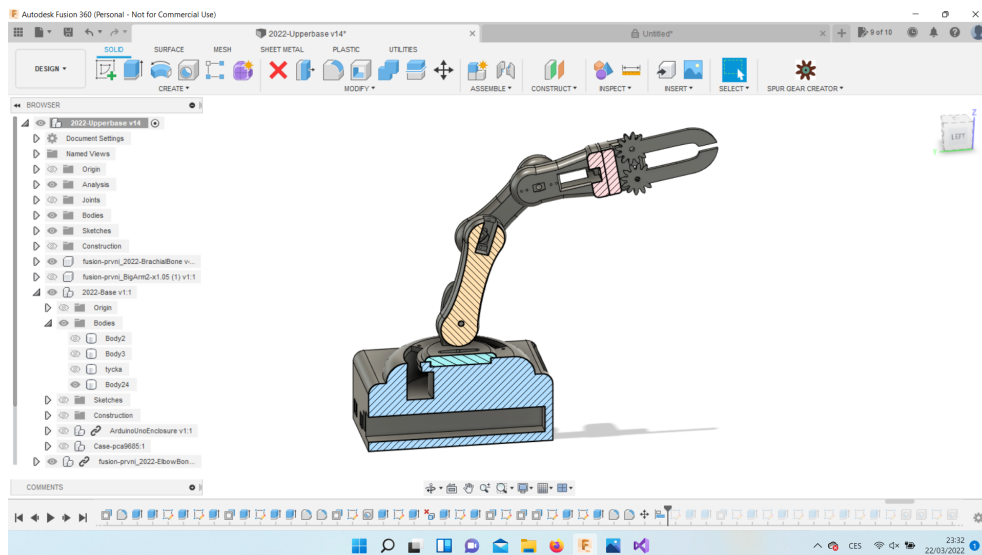 Autodesk Fusion 360 (Personal - Not for Commercial Use)
2022-Upperbase v14*
Untitled*
9 of 10
SOLID SURFACE MESH SHEET METAL PLASTIC UTILITIES
DESIGN
CREATE MODIFY ASSEMBLE CONSTRUCT INSPECT INSERT SELECT SPUR GEAR CREATOR
BROWSER
2022-Upperbase v14
LEFT
Z
Y
Document Settings
Named Views
Origin
Analysis
Joints
Bodies
Sketches
Construction
fusion-prvni_2022-BrachialBone v-...
fusion-prvni_BigArm2-x1.05 (1) v1:1
2022-Base v1:1
Origin
Bodies
Body2
Body3
tycka
Body24
Sketches
Construction
ArduinoUnoEnclosure v1:1
Case-pca9685:1
fusion-prvni_2022-ElbowBon...
COMMENTS
CES
23:32
22/03/2022